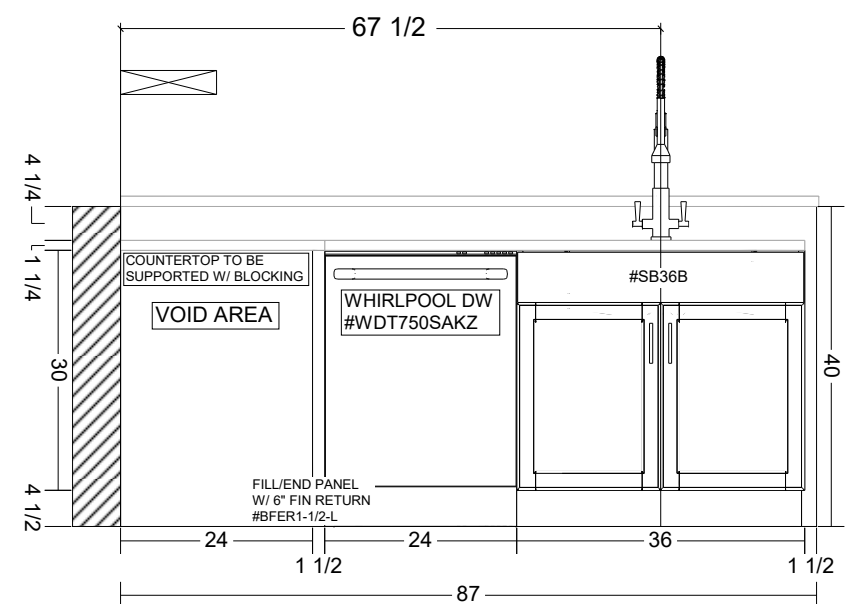 67 1/2
4 1/4
1 1/4
COUNTERTOP TO BE
SUPPORTED W/ BLOCKING
VOID AREA
WHIRLPOOL DW
#WDT750SAKZ
#SB36B
30
40
FILL/END PANEL
W/ 6" FIN RETURN
#BFER1-1/2-L
4 1/2
24
24
36
1 1/2
1 1/2
87